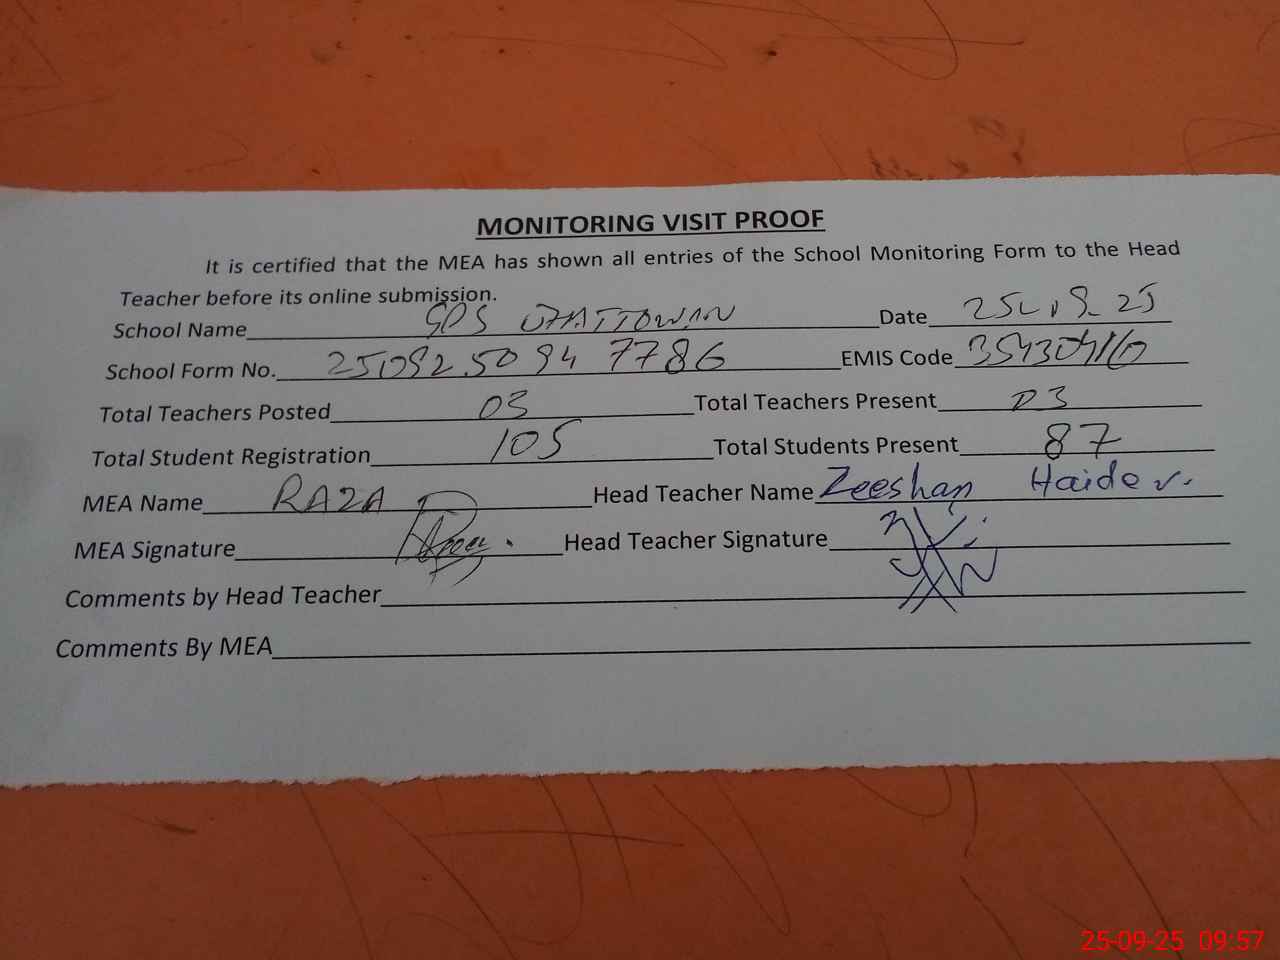 MONITORING VISIT PROOF
It is certified that the MEA has shown all entries of the School Monitoring Form to the Head
Teacher before its online submission.
School Name GPS Date 25-09-25
School Form No. 2509250947786 EMIS Code
Total Teachers Posted 03 Total Teachers Present 03
Total Student Registration 105 Total Students Present 87
MEA Name RAZA Head Teacher Name Zeeshan Haider.
MEA Signature Head Teacher Signature
Comments by Head Teacher
Comments By MEA
25-09-25 09:57